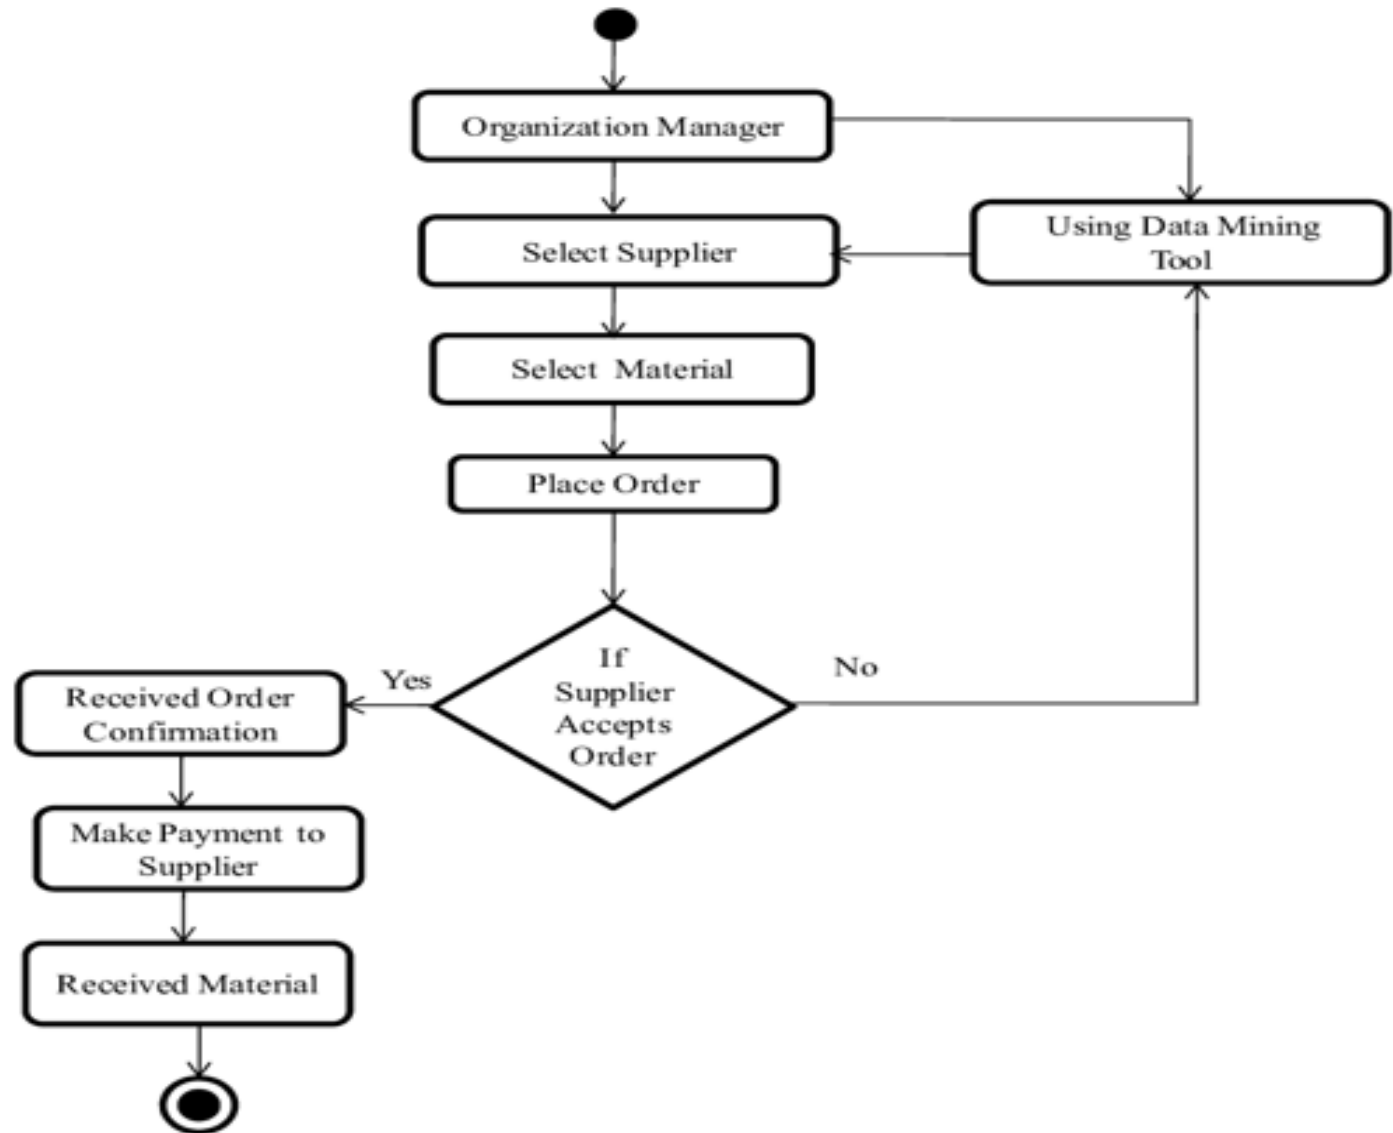 Organization Manager
Using Data Mining
Tool
Select Supplier
Select Material
Place Order
If
Supplier
Accepts
Order
Yes
No
Received Order
Confirmation
Make Payment to
Supplier
Received Material